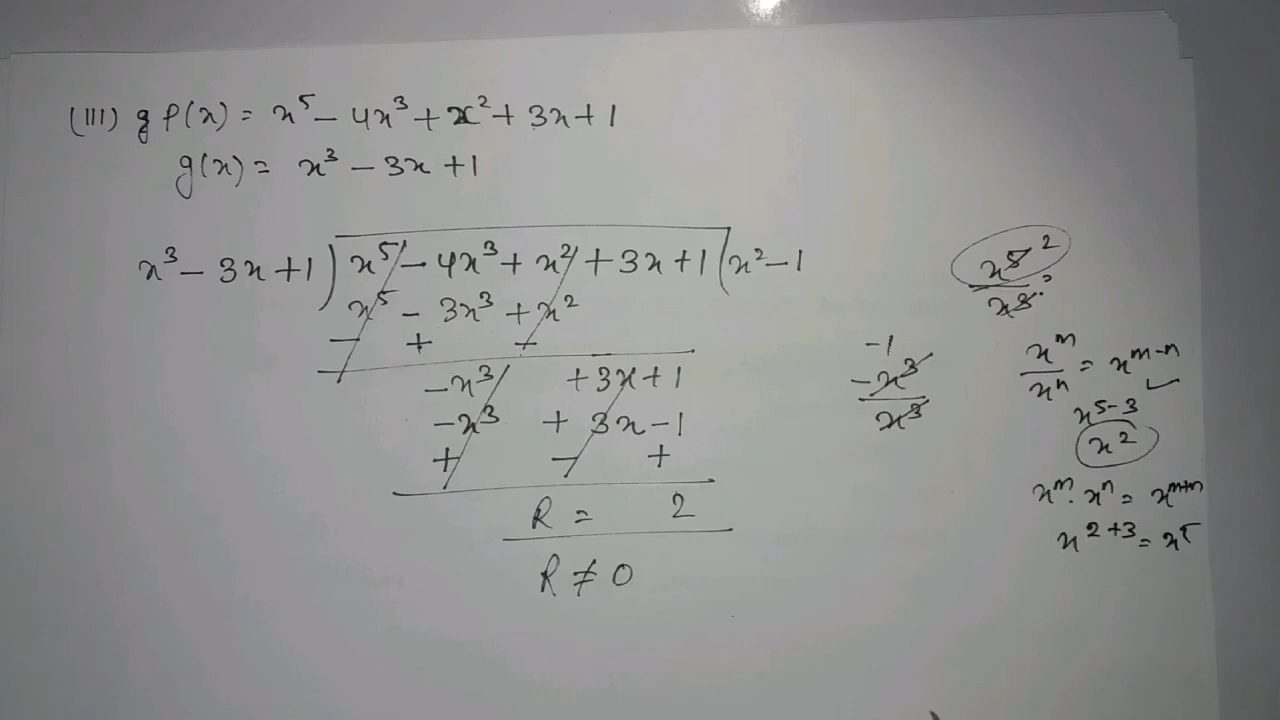 (III) g p(x) = x⁵ - 4x³ + x² + 3x + 1
g(x) = x³ - 3x + 1
x³ - 3x + 1 ) x⁵ - 4x³ + x² + 3x + 1 ( x² - 1
x⁵ - 3x³ + x²
- + -
-x³ + 3x + 1
-x³ + 3x - 1
+ - +
R = 2
R ≠ 0
x⁵ 2
x³
-1
-x³
x³
xᵐ/xⁿ = xᵐ⁻ⁿ
x⁵⁻³
x²
xᵐ. xⁿ = xᵐ⁺ⁿ
x²⁺³ = x⁵